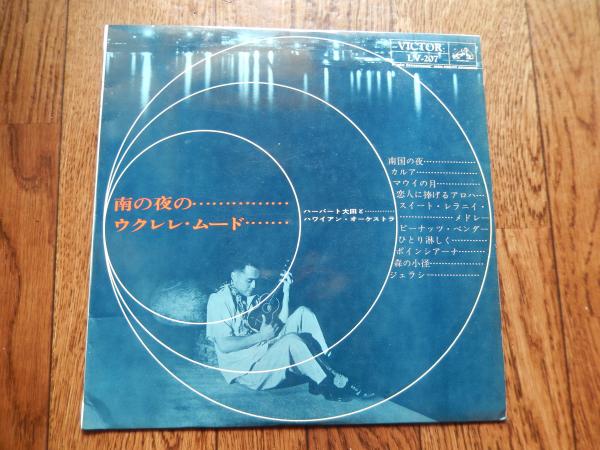 VICTOR
LV-207
南の夜の……………
ウクレレ・ムード………
ハーバート大田と…………
ハワイアン・オーケストラ
南国の夜………………
カルア…………………
マウイの月……………
恋人に捧げるアロハ…
スイート・レラニイ・
……………メドレー
ピーナッツ・ベンダー
ひとり淋しく…………
ポインシアーナ………
森の小径………………
ジェラシー……………